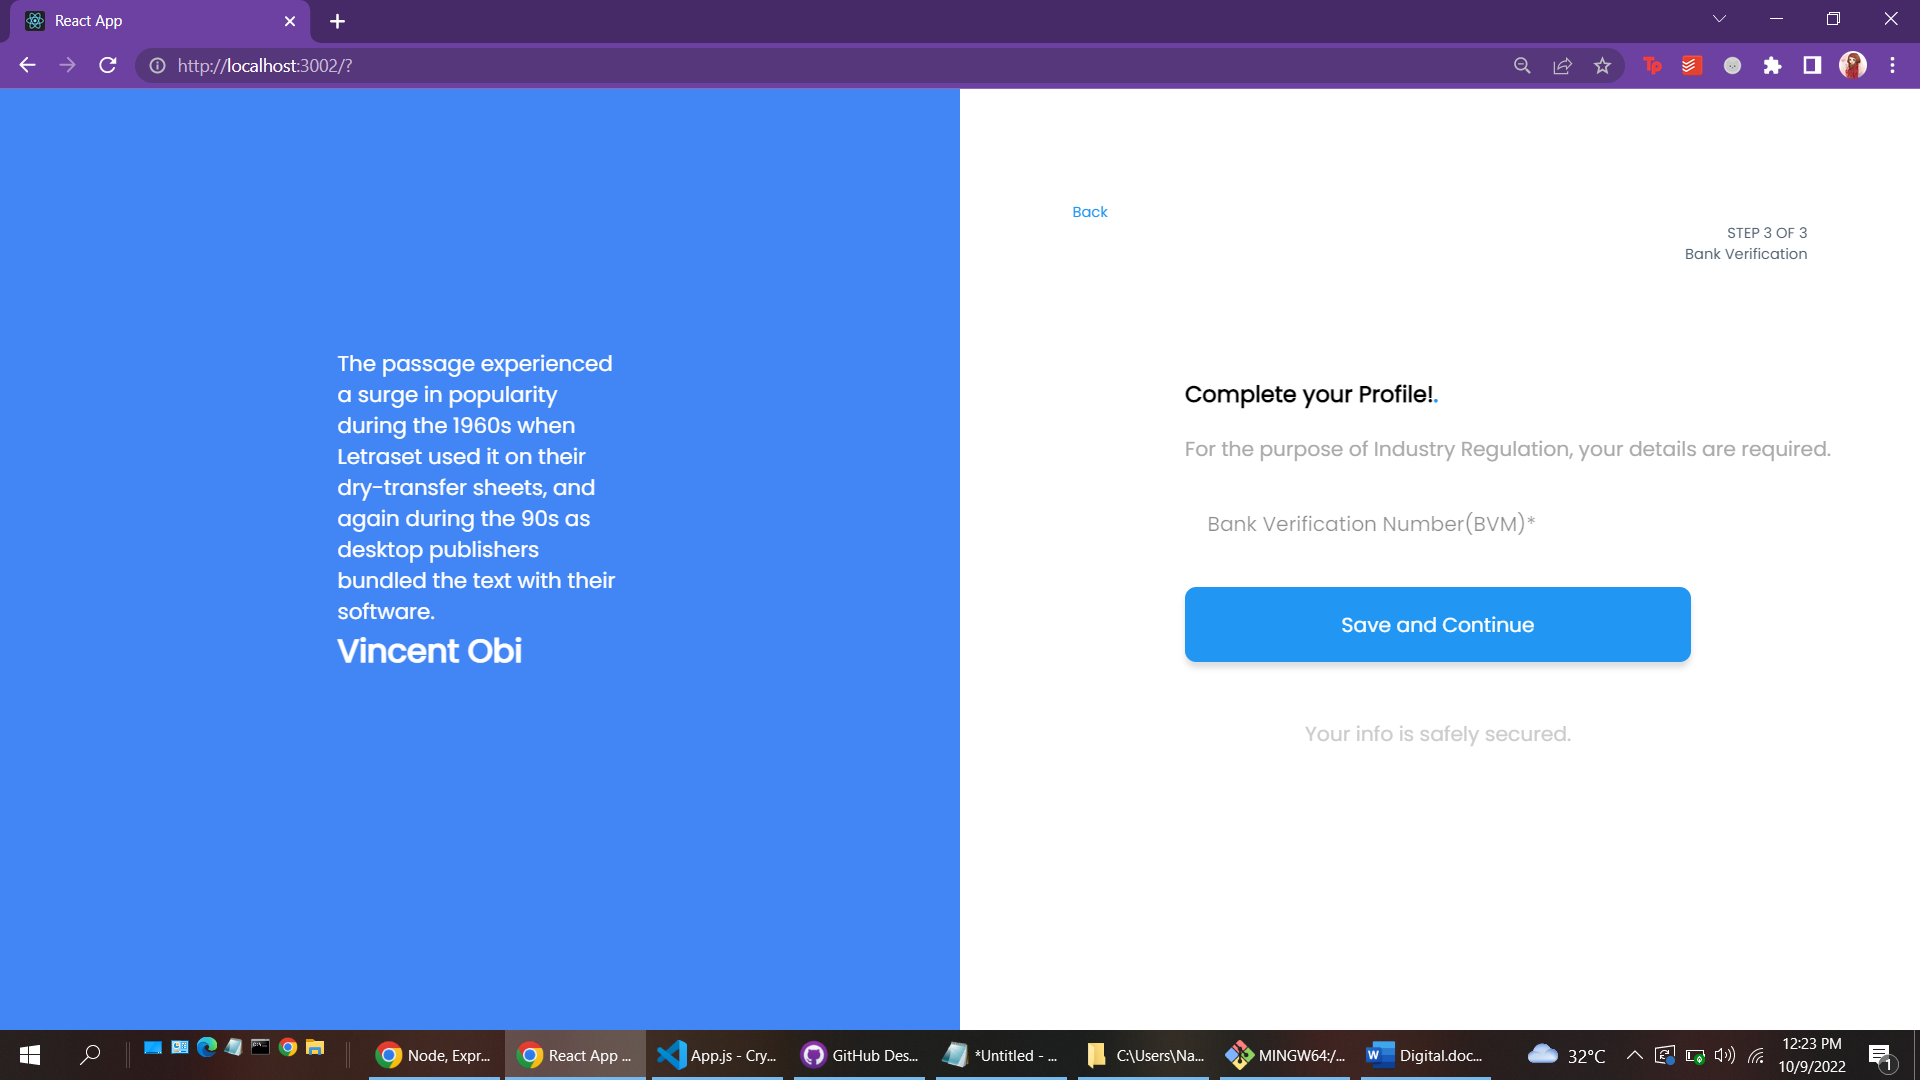 React App
http://localhost:3002/?
Tp
Back
STEP 3 OF 3
Bank Verification
The passage experienced
a surge in popularity
during the 1960s when
Letraset used it on their
dry-transfer sheets, and
again during the 90s as
desktop publishers
bundled the text with their
software.
Vincent Obi
Complete your Profile!.
For the purpose of Industry Regulation, your details are required.
Bank Verification Number(BVM)*
Save and Continue
Your info is safely secured.
Node, Expr...
React App ...
App.js - Cry...
GitHub Des...
*Untitled - ...
C:\Users\Na...
MINGW64:/...
Digital.doc...
32°C
12:23 PM
10/9/2022
1